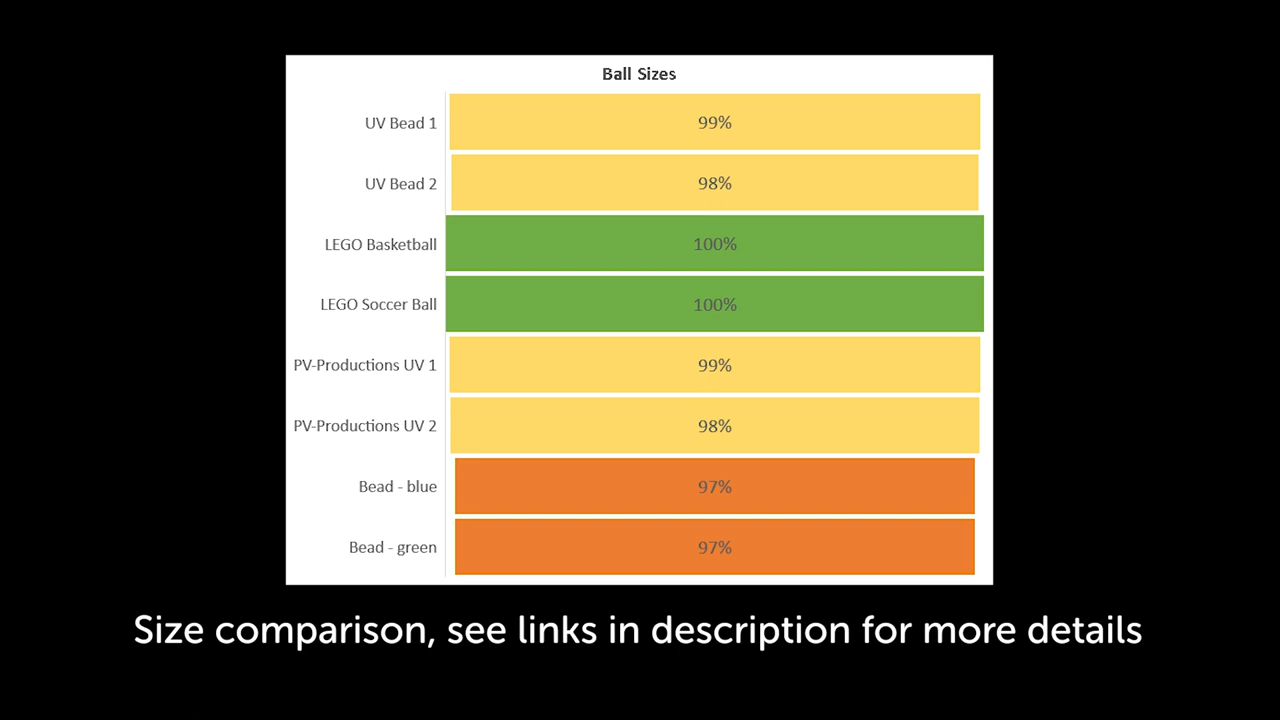 Ball Sizes
UV Bead 1 99%
UV Bead 2 98%
LEGO Basketball 100%
LEGO Soccer Ball 100%
PV-Productions UV 1 99%
PV-Productions UV 2 98%
Bead - blue 97%
Bead - green 97%
Size comparison, see links in description for more details